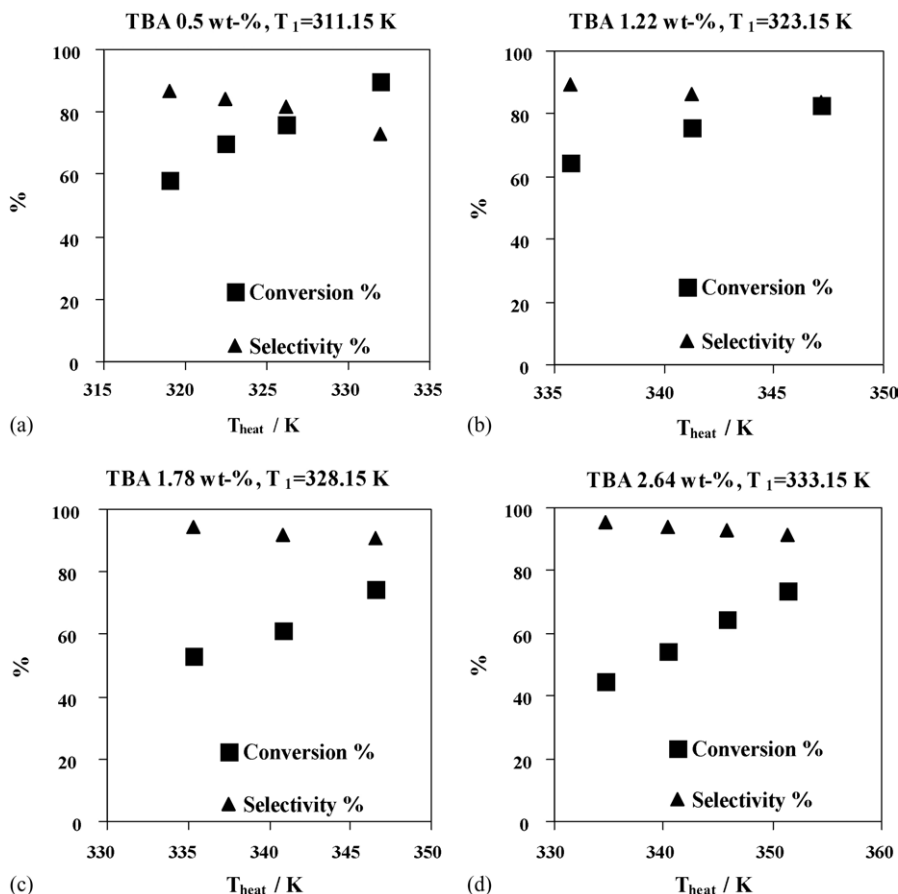 TBA 0.5 wt-%, T 1=311.15 K
100
80
60
40
20
0
%
Conversion %
Selectivity %
315 320 325 330 335
(a) Theat / K
TBA 1.22 wt-%, T 1=323.15 K
100
80
60
40
20
0
%
Conversion %
Selectivity %
335 340 345 350
(b) Theat / K
TBA 1.78 wt-%, T 1=328.15 K
100
80
60
40
20
0
%
Conversion %
Selectivity %
330 335 340 345 350
(c) Theat / K
TBA 2.64 wt-%, T 1=333.15 K
100
80
60
40
20
0
%
Conversion %
Selectivity %
330 340 350 360
(d) Theat / K